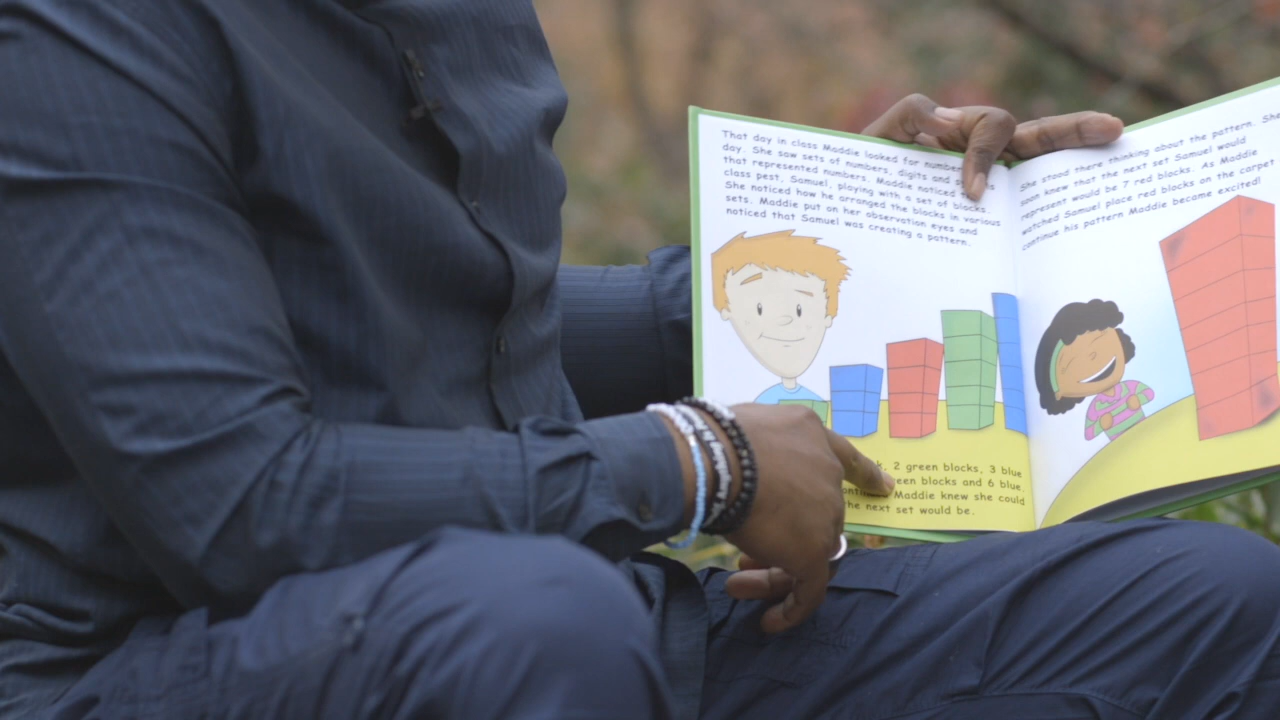 That day in class Maddie looked for number
day. She saw sets of numbers, digits and
that represented numbers. Maddie noticed
class pest, Samuel, playing with a set of blocks.
She noticed how he arranged the blocks in various
sets. Maddie put on her observation eyes and
noticed that Samuel was creating a pattern.
2 green blocks, 3 blue
blocks and 6 blue.
Maddie knew she could
the next set would be.
She stood there thinking about the pattern. She
soon knew that the next set Samuel would
represent would be 7 red blocks. As Maddie
watched Samuel place red blocks on the carpet
continue his pattern Maddie became excited!